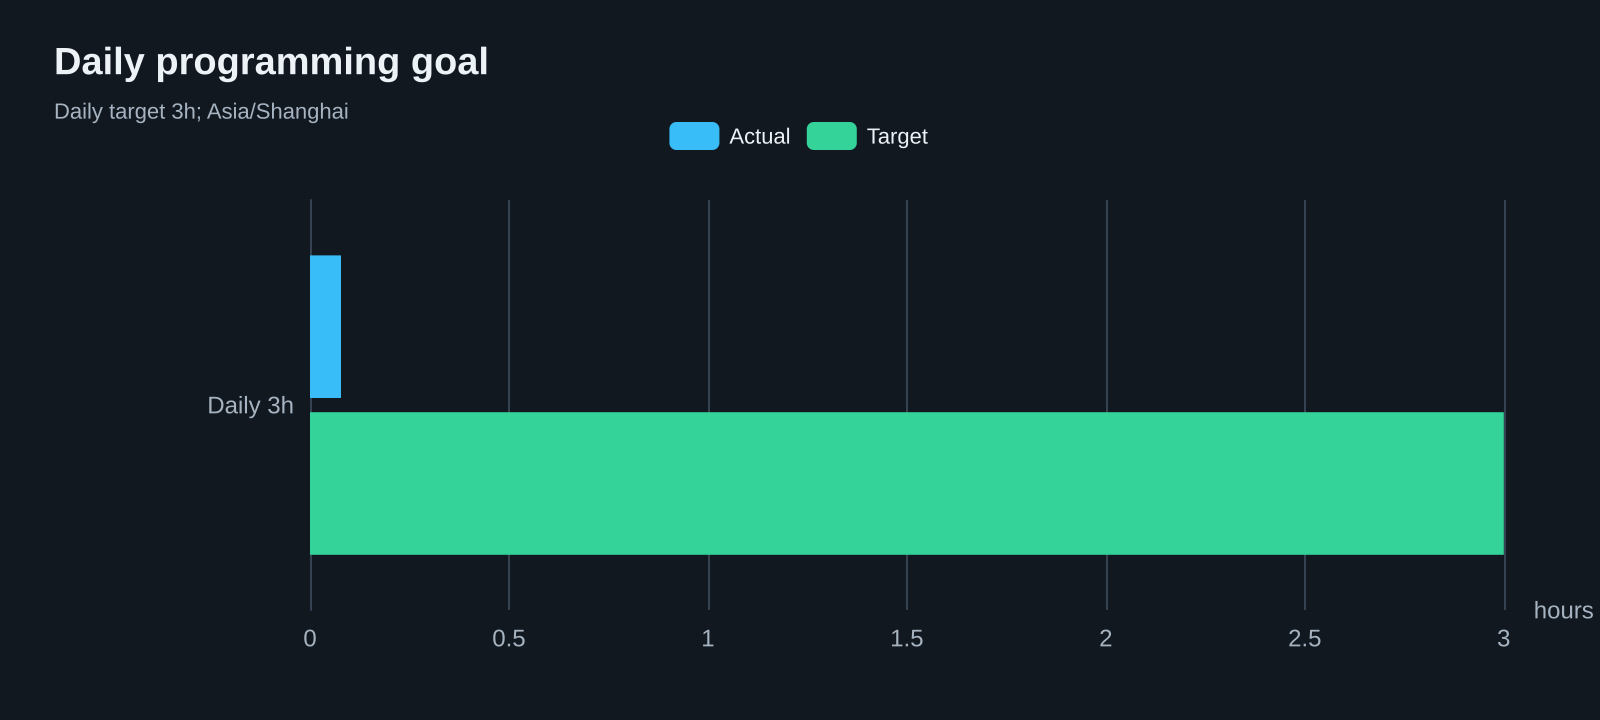 Daily programming goal
Daily target 3h; Asia/Shanghai
Actual Target
Daily 3h
hours
0 0.5 1 1.5 2 2.5 3